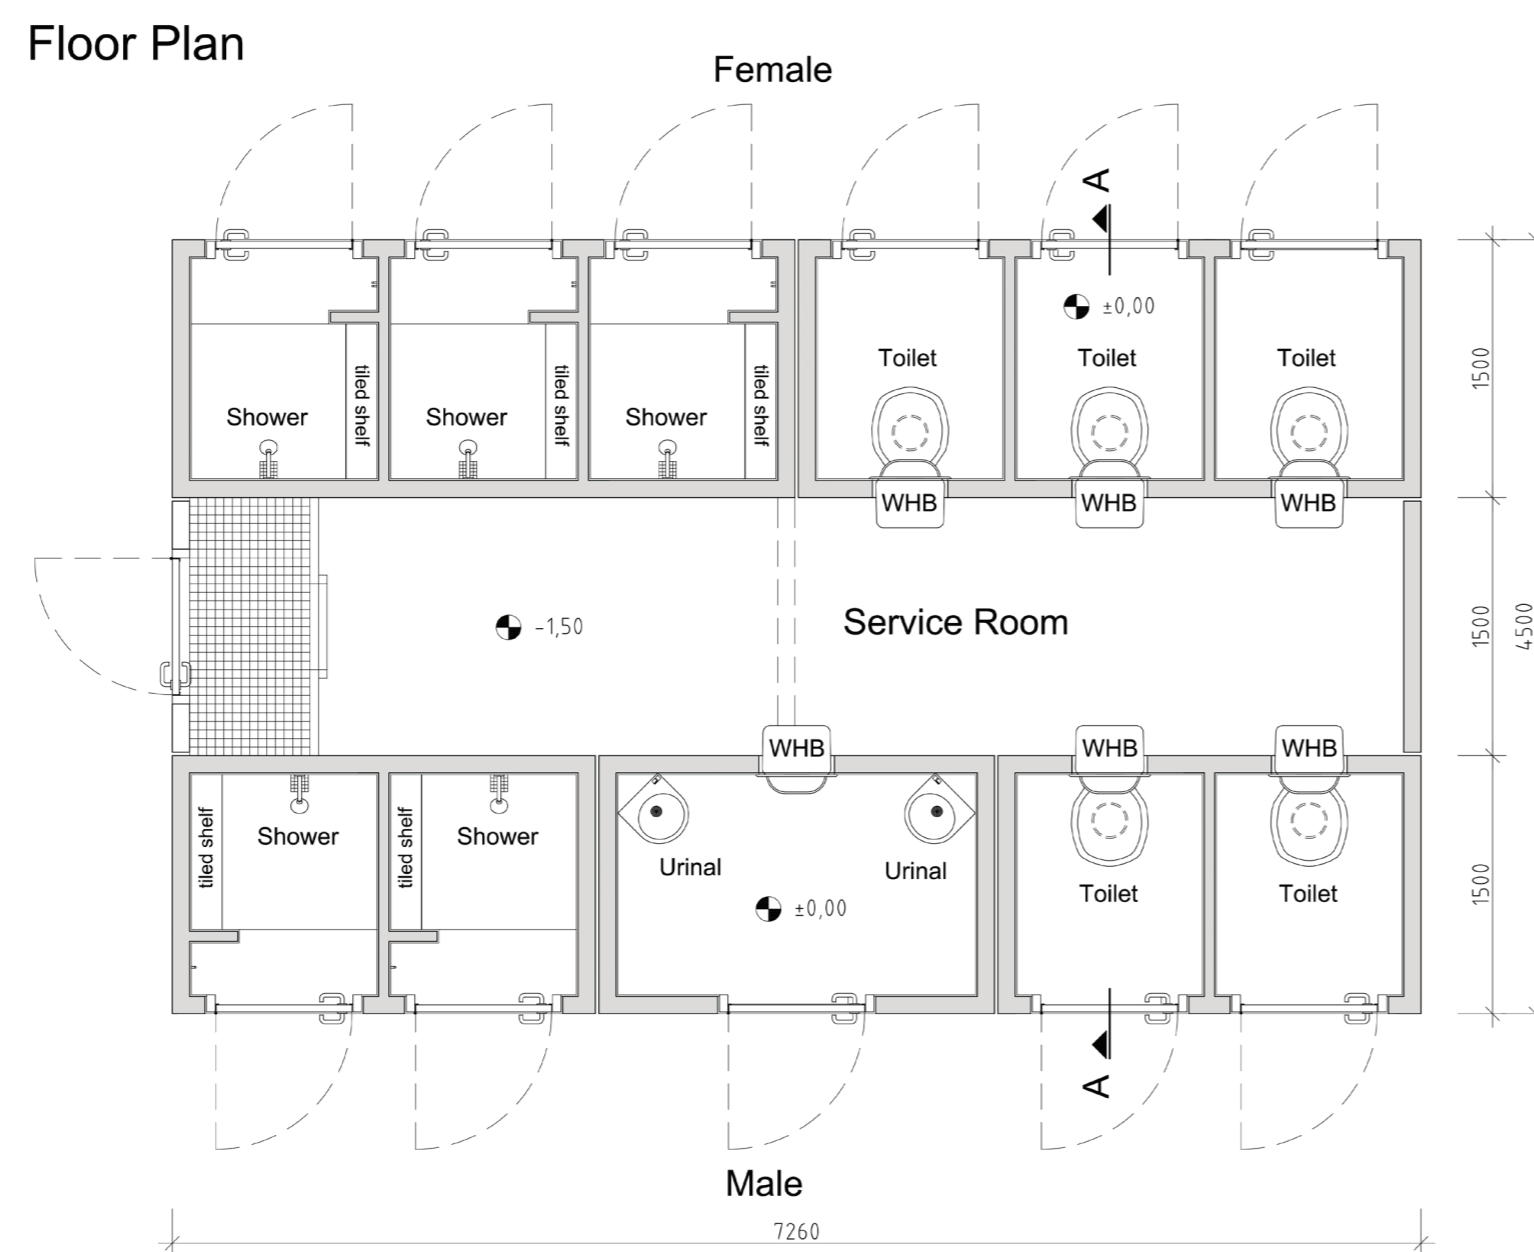 Floor Plan
Female
A
±0,00
Toilet
Toilet
Toilet
Shower
tiled shelf
Shower
tiled shelf
Shower
tiled shelf
WHB
WHB
WHB
1500
-1,50
Service Room
1500
4500
WHB
WHB
WHB
tiled shelf
Shower
tiled shelf
Shower
Urinal
Urinal
±0,00
Toilet
Toilet
1500
A
Male
7260